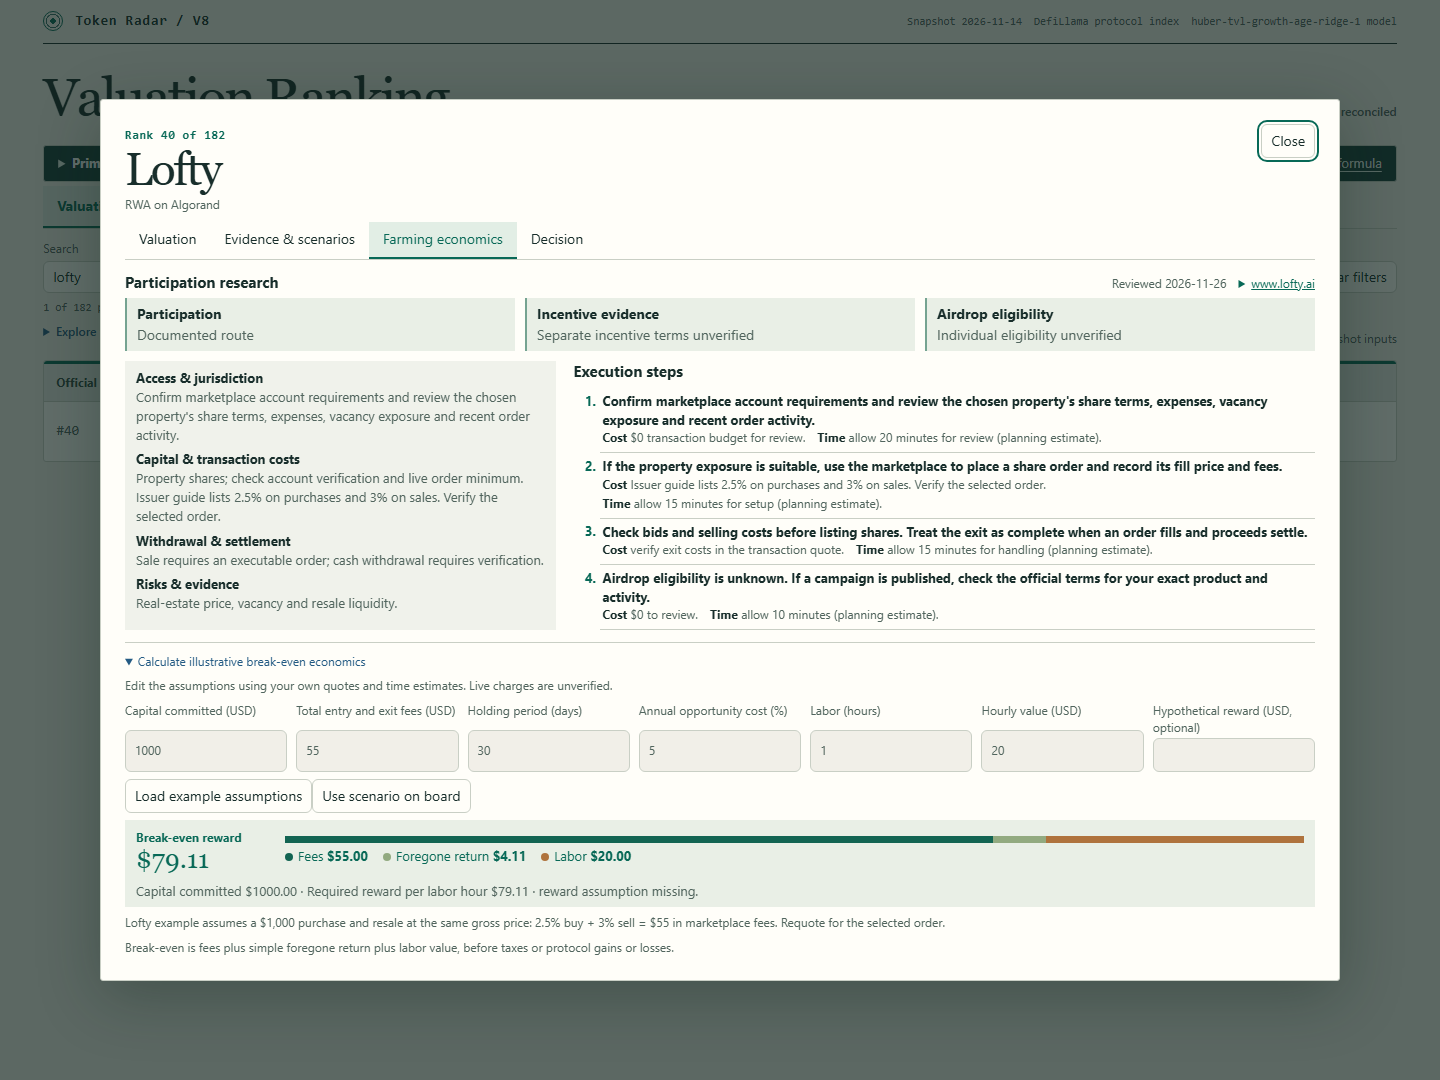 Token Radar / V8
Snapshot 2026-11-14 DefiLlama protocol index huber-tvl-growth-age-ridge-1 model
Valuation Ranking
reconciled
Prim
formula
Valuat
Search
lofty
ar filters
1 of 182 p
Explore
shot inputs
Official
#40
Rank 40 of 182
Close
Lofty
RWA on Algorand
Valuation
Evidence & scenarios
Farming economics
Decision
Participation research
Reviewed 2026-11-26 www.lofty.ai
Participation
Documented route
Incentive evidence
Separate incentive terms unverified
Airdrop eligibility
Individual eligibility unverified
Access & jurisdiction
Confirm marketplace account requirements and review the chosen
property's share terms, expenses, vacancy exposure and recent order
activity.
Capital & transaction costs
Property shares; check account verification and live order minimum.
Issuer guide lists 2.5% on purchases and 3% on sales. Verify the
selected order.
Withdrawal & settlement
Sale requires an executable order; cash withdrawal requires verification.
Risks & evidence
Real-estate price, vacancy and resale liquidity.
Execution steps
1. Confirm marketplace account requirements and review the chosen property's share terms, expenses, vacancy
exposure and recent order activity.
Cost $0 transaction budget for review. Time allow 20 minutes for review (planning estimate).
2. If the property exposure is suitable, use the marketplace to place a share order and record its fill price and fees.
Cost Issuer guide lists 2.5% on purchases and 3% on sales. Verify the selected order.
Time allow 15 minutes for setup (planning estimate).
3. Check bids and selling costs before listing shares. Treat the exit as complete when an order fills and proceeds settle.
Cost verify exit costs in the transaction quote. Time allow 15 minutes for handling (planning estimate).
4. Airdrop eligibility is unknown. If a campaign is published, check the official terms for your exact product and
activity.
Cost $0 to review. Time allow 10 minutes (planning estimate).
Calculate illustrative break-even economics
Edit the assumptions using your own quotes and time estimates. Live charges are unverified.
Capital committed (USD)
Total entry and exit fees (USD)
Holding period (days)
Annual opportunity cost (%)
Labor (hours)
Hourly value (USD)
Hypothetical reward (USD,
optional)
1000
55
30
5
1
20
Load example assumptions
Use scenario on board
Break-even reward
$79.11
Fees $55.00 Foregone return $4.11 Labor $20.00
Capital committed $1000.00 · Required reward per labor hour $79.11 · reward assumption missing.
Lofty example assumes a $1,000 purchase and resale at the same gross price: 2.5% buy + 3% sell = $55 in marketplace fees. Requote for the selected order.
Break-even is fees plus simple foregone return plus labor value, before taxes or protocol gains or losses.